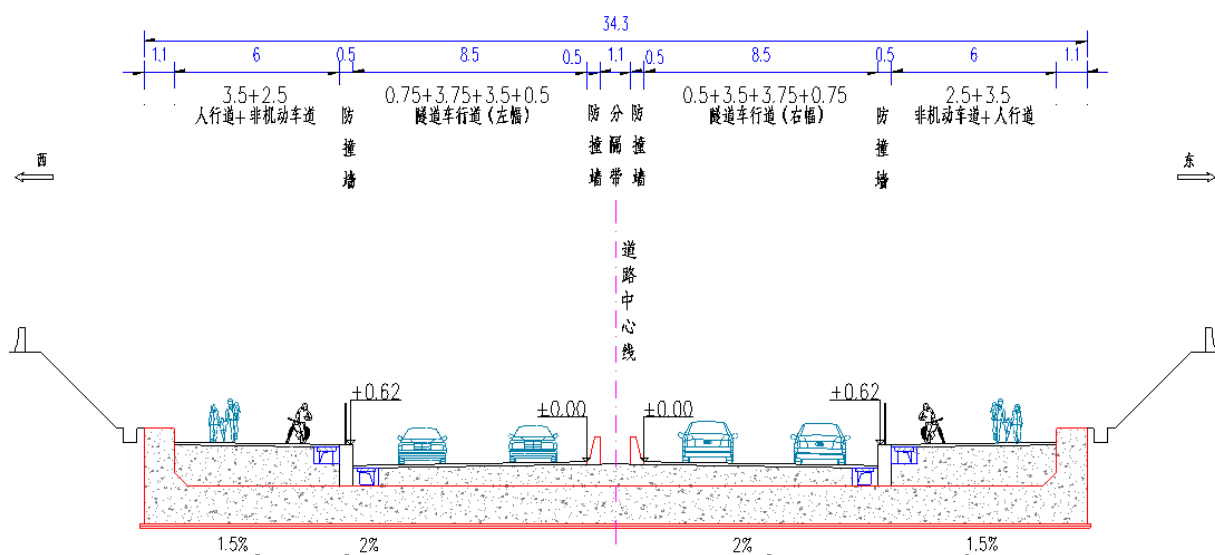 34.3
1.1 6 0.5 8.5 0.5 1.1 0.5 8.5 0.5 6 1.1
3.5+2.5 0.75+3.75+3.5+0.5 0.5+3.5+3.75+0.75 2.5+3.5
人行道+非机动车道 隧道车行道(左幅) 隧道车行道(右幅) 非机动车道+人行道
防撞墙
防撞墙
分隔带
防撞墙
防撞墙
西
东
道路中心线
±0.62 ±0.00 ±0.00 ±0.62
1.5% 2% 2% 1.5%